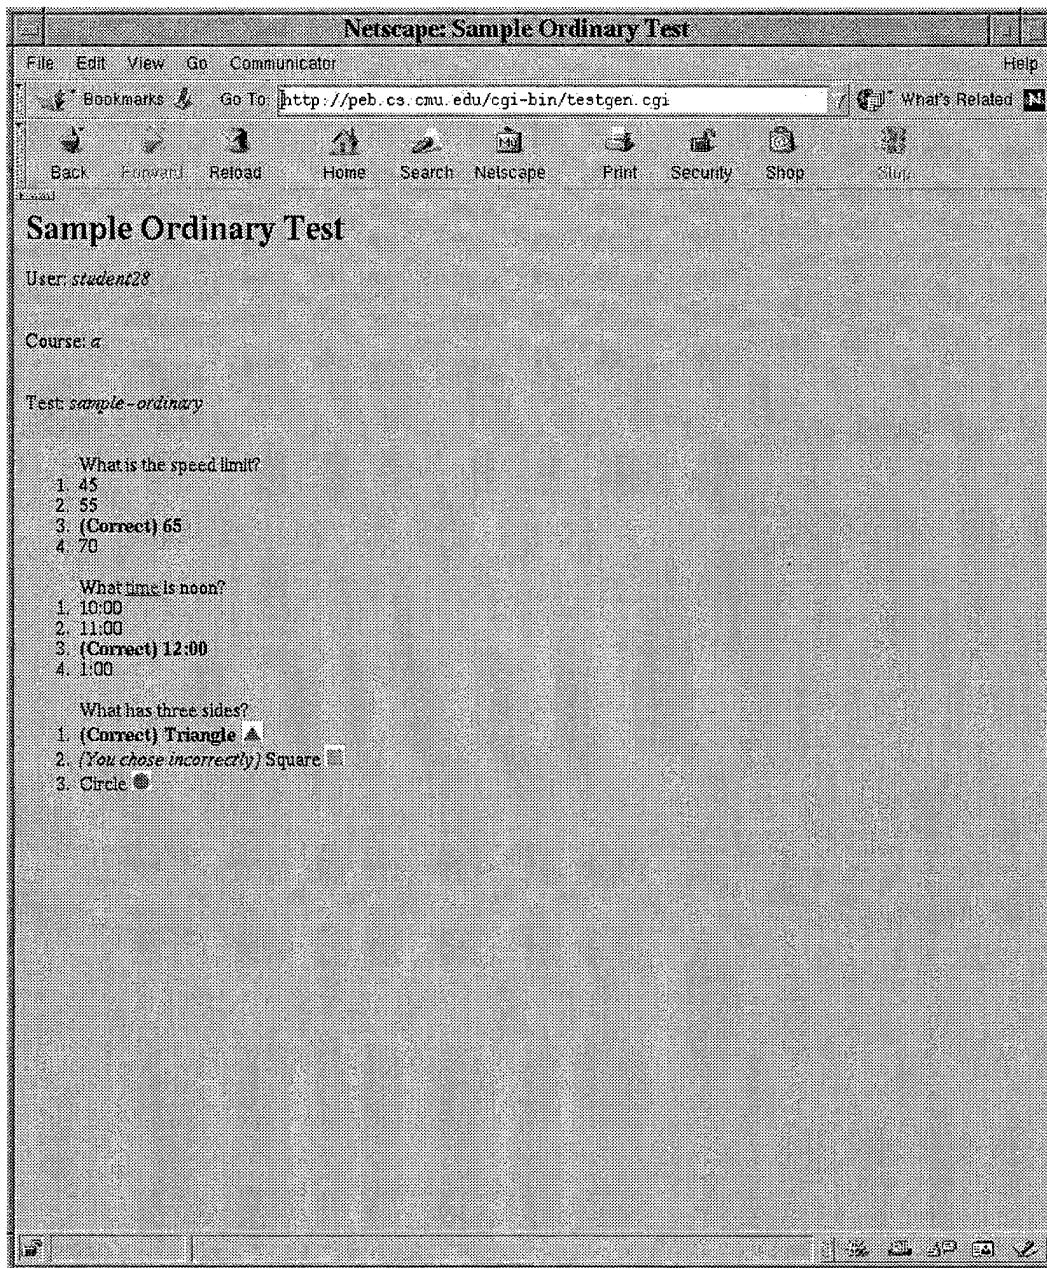 Netscape: Sample Ordinary Test
File Edit View Go Communicator Help
Bookmarks Go To: http://peb.cs.cmu.edu/cgi-bin/testgen.cgi What's Related N
Back Forward Reload Home Search Netscape Print Security Shop Stop
Sample Ordinary Test
User: student28
Course: a
Test: sample-ordinary
What is the speed limit?
1. 45
2. 55
3. (Correct) 65
4. 70
What time is noon?
1. 10:00
2. 11:00
3. (Correct) 12:00
4. 1:00
What has three sides?
1. (Correct) Triangle
2. (You chose incorrectly) Square
3. Circle